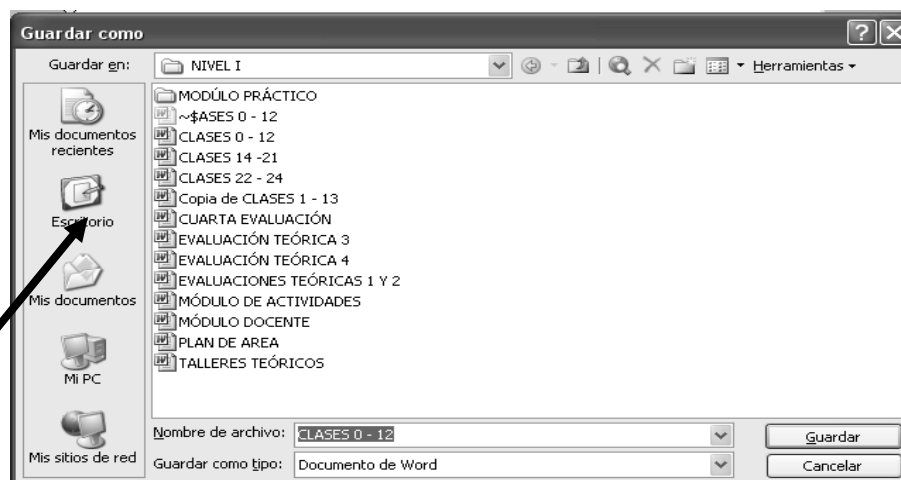 Guardar como
Guardar en:
NIVEL I
Herramientas
Mis documentos
recientes
Escritorio
Mis documentos
Mi PC
Mis sitios de red
MODÚLO PRÁCTICO
~$ASES 0 - 12
CLASES 0 - 12
CLASES 14 -21
CLASES 22 - 24
Copia de CLASES 1 - 13
CUARTA EVALUACIÓN
EVALUACIÓN TEÓRICA 3
EVALUACIÓN TEÓRICA 4
EVALUACIONES TEÓRICAS 1 Y 2
MÓDULO DE ACTIVIDADES
MÓDULO DOCENTE
PLAN DE AREA
TALLERES TEÓRICOS
Nombre de archivo:
CLASES 0 - 12
Guardar
Guardar como tipo:
Documento de Word
Cancelar